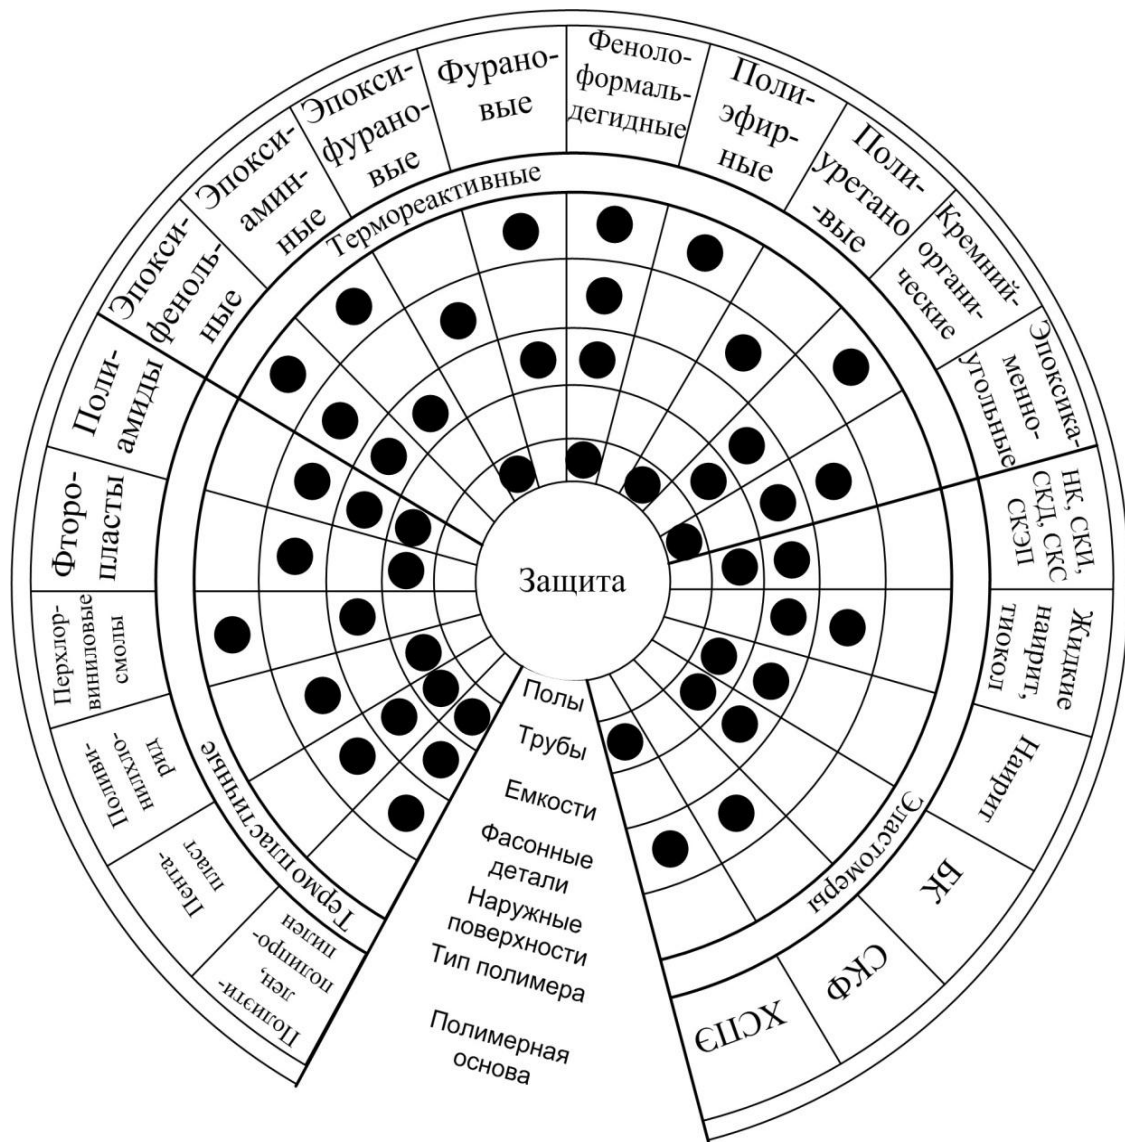 Поли-
амиды
Эпокси-
феноль-
ные
Эпокси-
амин-
ные
Эпокси-
фурано-
вые
Фурано-
вые
Феноло-
формаль-
дегидные
Поли-
эфир-
ные
Поли-
уретано
-вые
Кремний-
органи-
ческие
Эпоксика-
менно-
угольные
НК, СКИ,
СКД, СКС
СКЭП
Жидкие
наирит,
тиокол
Наирит
БК
СКФ
ХСПЭ
Фторо-
пласты
Перхлор-
виниловые
смолы
Поливи-
нилхло-
рид
Пента-
пласт
Полиэти-
лен,
полипро-
пилен
Термореактивные
Термопластичные
Эластомеры
Защита
Полы
Трубы
Емкости
Фасонные
детали
Наружные
поверхности
Тип полимера
Полимерная
основа